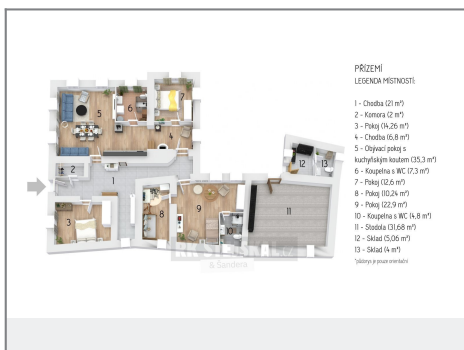 PŘÍZEMÍ
LEGENDA MÍSTNOSTÍ:
1 - Chodba (21 m²)
2 - Komora (2 m²)
3 - Pokoj (14,26 m²)
4 - Chodba (6,8 m²)
5 - Obývací pokoj s
kuchyňským koutem (35,3 m²)
6 - Koupelna s WC (7,3 m²)
7 - Pokoj (12,6 m²)
8 - Pokoj (10,24 m²)
9 - Pokoj (22,9 m²)
10 - Koupelna s WC (4,8 m²)
11 - Stodola (31,68 m²)
12 - Sklad (5,06 m²)
13 - Sklad (4 m²)
*půdorys je pouze orientační
7
5
6
4
12
13
2
1
3
8
9
10
11
& Šandera